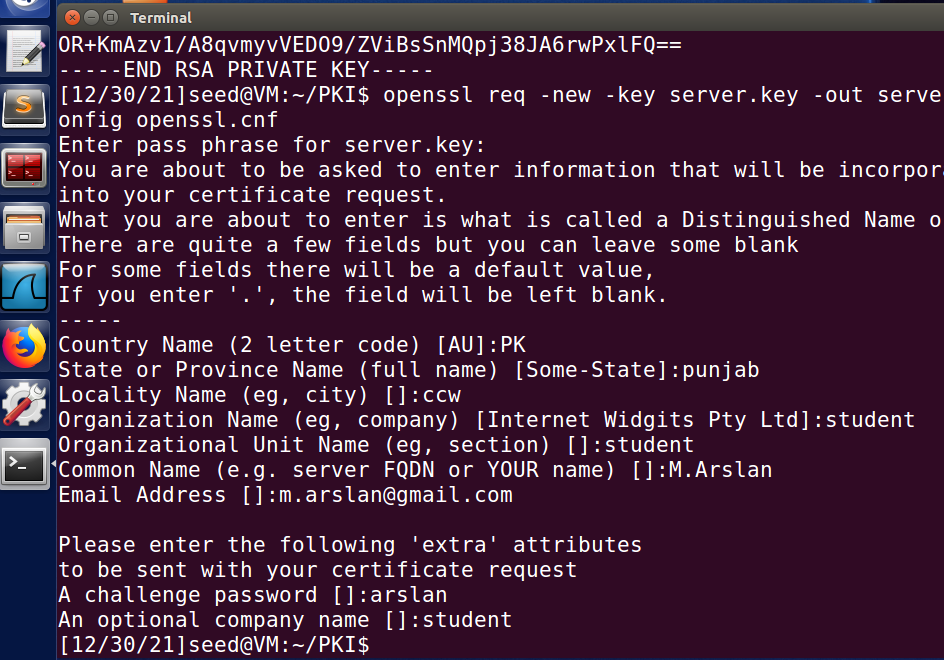 Terminal
OR+KmAzv1/A8qvmyvVEDO9/ZViBsSnMQpj38JA6rwPxlFQ==
-----END RSA PRIVATE KEY-----
[12/30/21]seed@VM:~/PKI$ openssl req -new -key server.key -out serve
onfig openssl.cnf
Enter pass phrase for server.key:
You are about to be asked to enter information that will be incorpor
into your certificate request.
What you are about to enter is what is called a Distinguished Name o
There are quite a few fields but you can leave some blank
For some fields there will be a default value,
If you enter '.', the field will be left blank.
-----
Country Name (2 letter code) [AU]:PK
State or Province Name (full name) [Some-State]:punjab
Locality Name (eg, city) []:ccw
Organization Name (eg, company) [Internet Widgits Pty Ltd]:student
Organizational Unit Name (eg, section) []:student
Common Name (e.g. server FQDN or YOUR name) []:M.Arslan
Email Address []:m.arslan@gmail.com
Please enter the following 'extra' attributes
to be sent with your certificate request
A challenge password []:arslan
An optional company name []:student
[12/30/21]seed@VM:~/PKI$